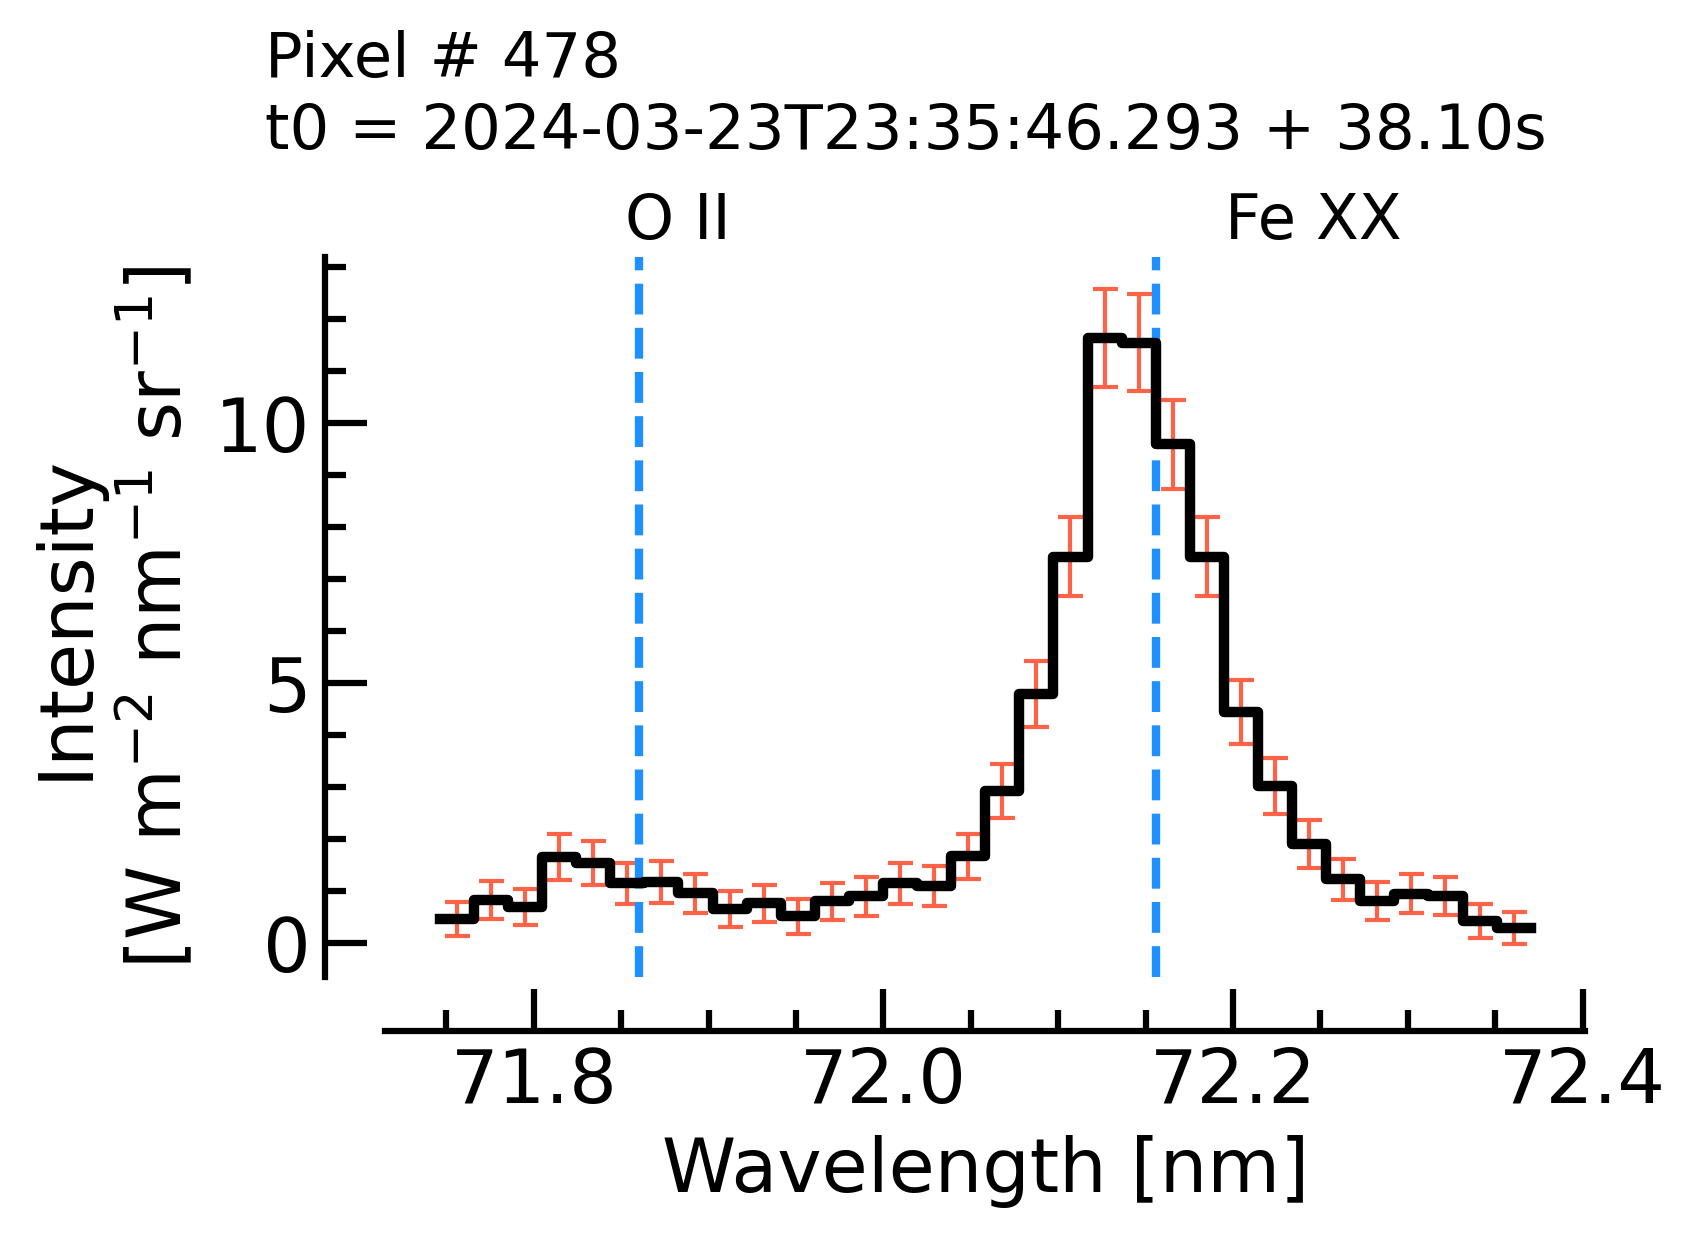 Pixel # 478
t0 = 2024-03-23T23:35:46.293 + 38.10s
O II
Fe XX
Intensity
[W m⁻² nm⁻¹ sr⁻¹]
10
5
0
71.8
72.0
72.2
72.4
Wavelength [nm]